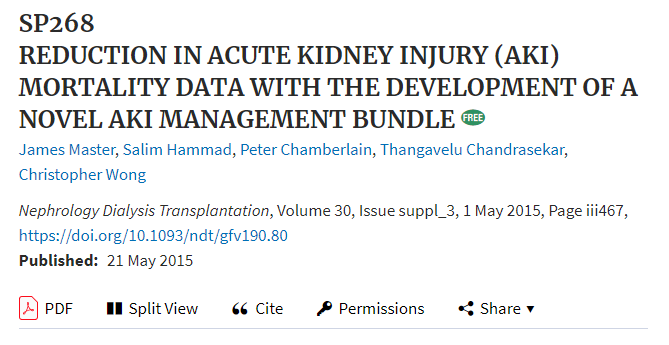 SP268
REDUCTION IN ACUTE KIDNEY INJURY (AKI)
MORTALITY DATA WITH THE DEVELOPMENT OF A
NOVEL AKI MANAGEMENT BUNDLE FREE
James Master, Salim Hammad, Peter Chamberlain, Thangavelu Chandrasekar,
Christopher Wong
Nephrology Dialysis Transplantation, Volume 30, Issue suppl_3, 1 May 2015, Page iii467,
https://doi.org/10.1093/ndt/gfv190.80
Published: 21 May 2015
PDF Split View Cite Permissions Share